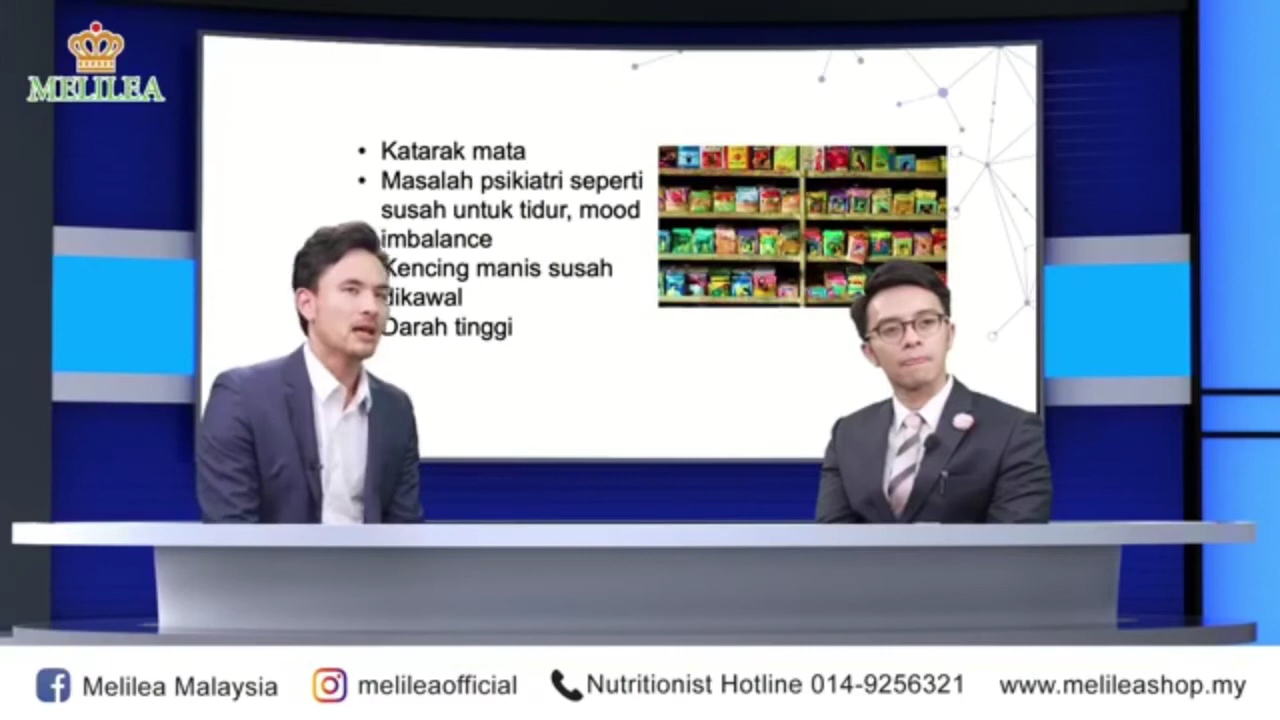 MELILEA
• Katarak mata
• Masalah psikiatri seperti
susah untuk tidur, mood
imbalance
Kencing manis susah
dikawal
Darah tinggi
Melilea Malaysia
melileaofficial
Nutritionist Hotline 014-9256321
www.melileashop.my